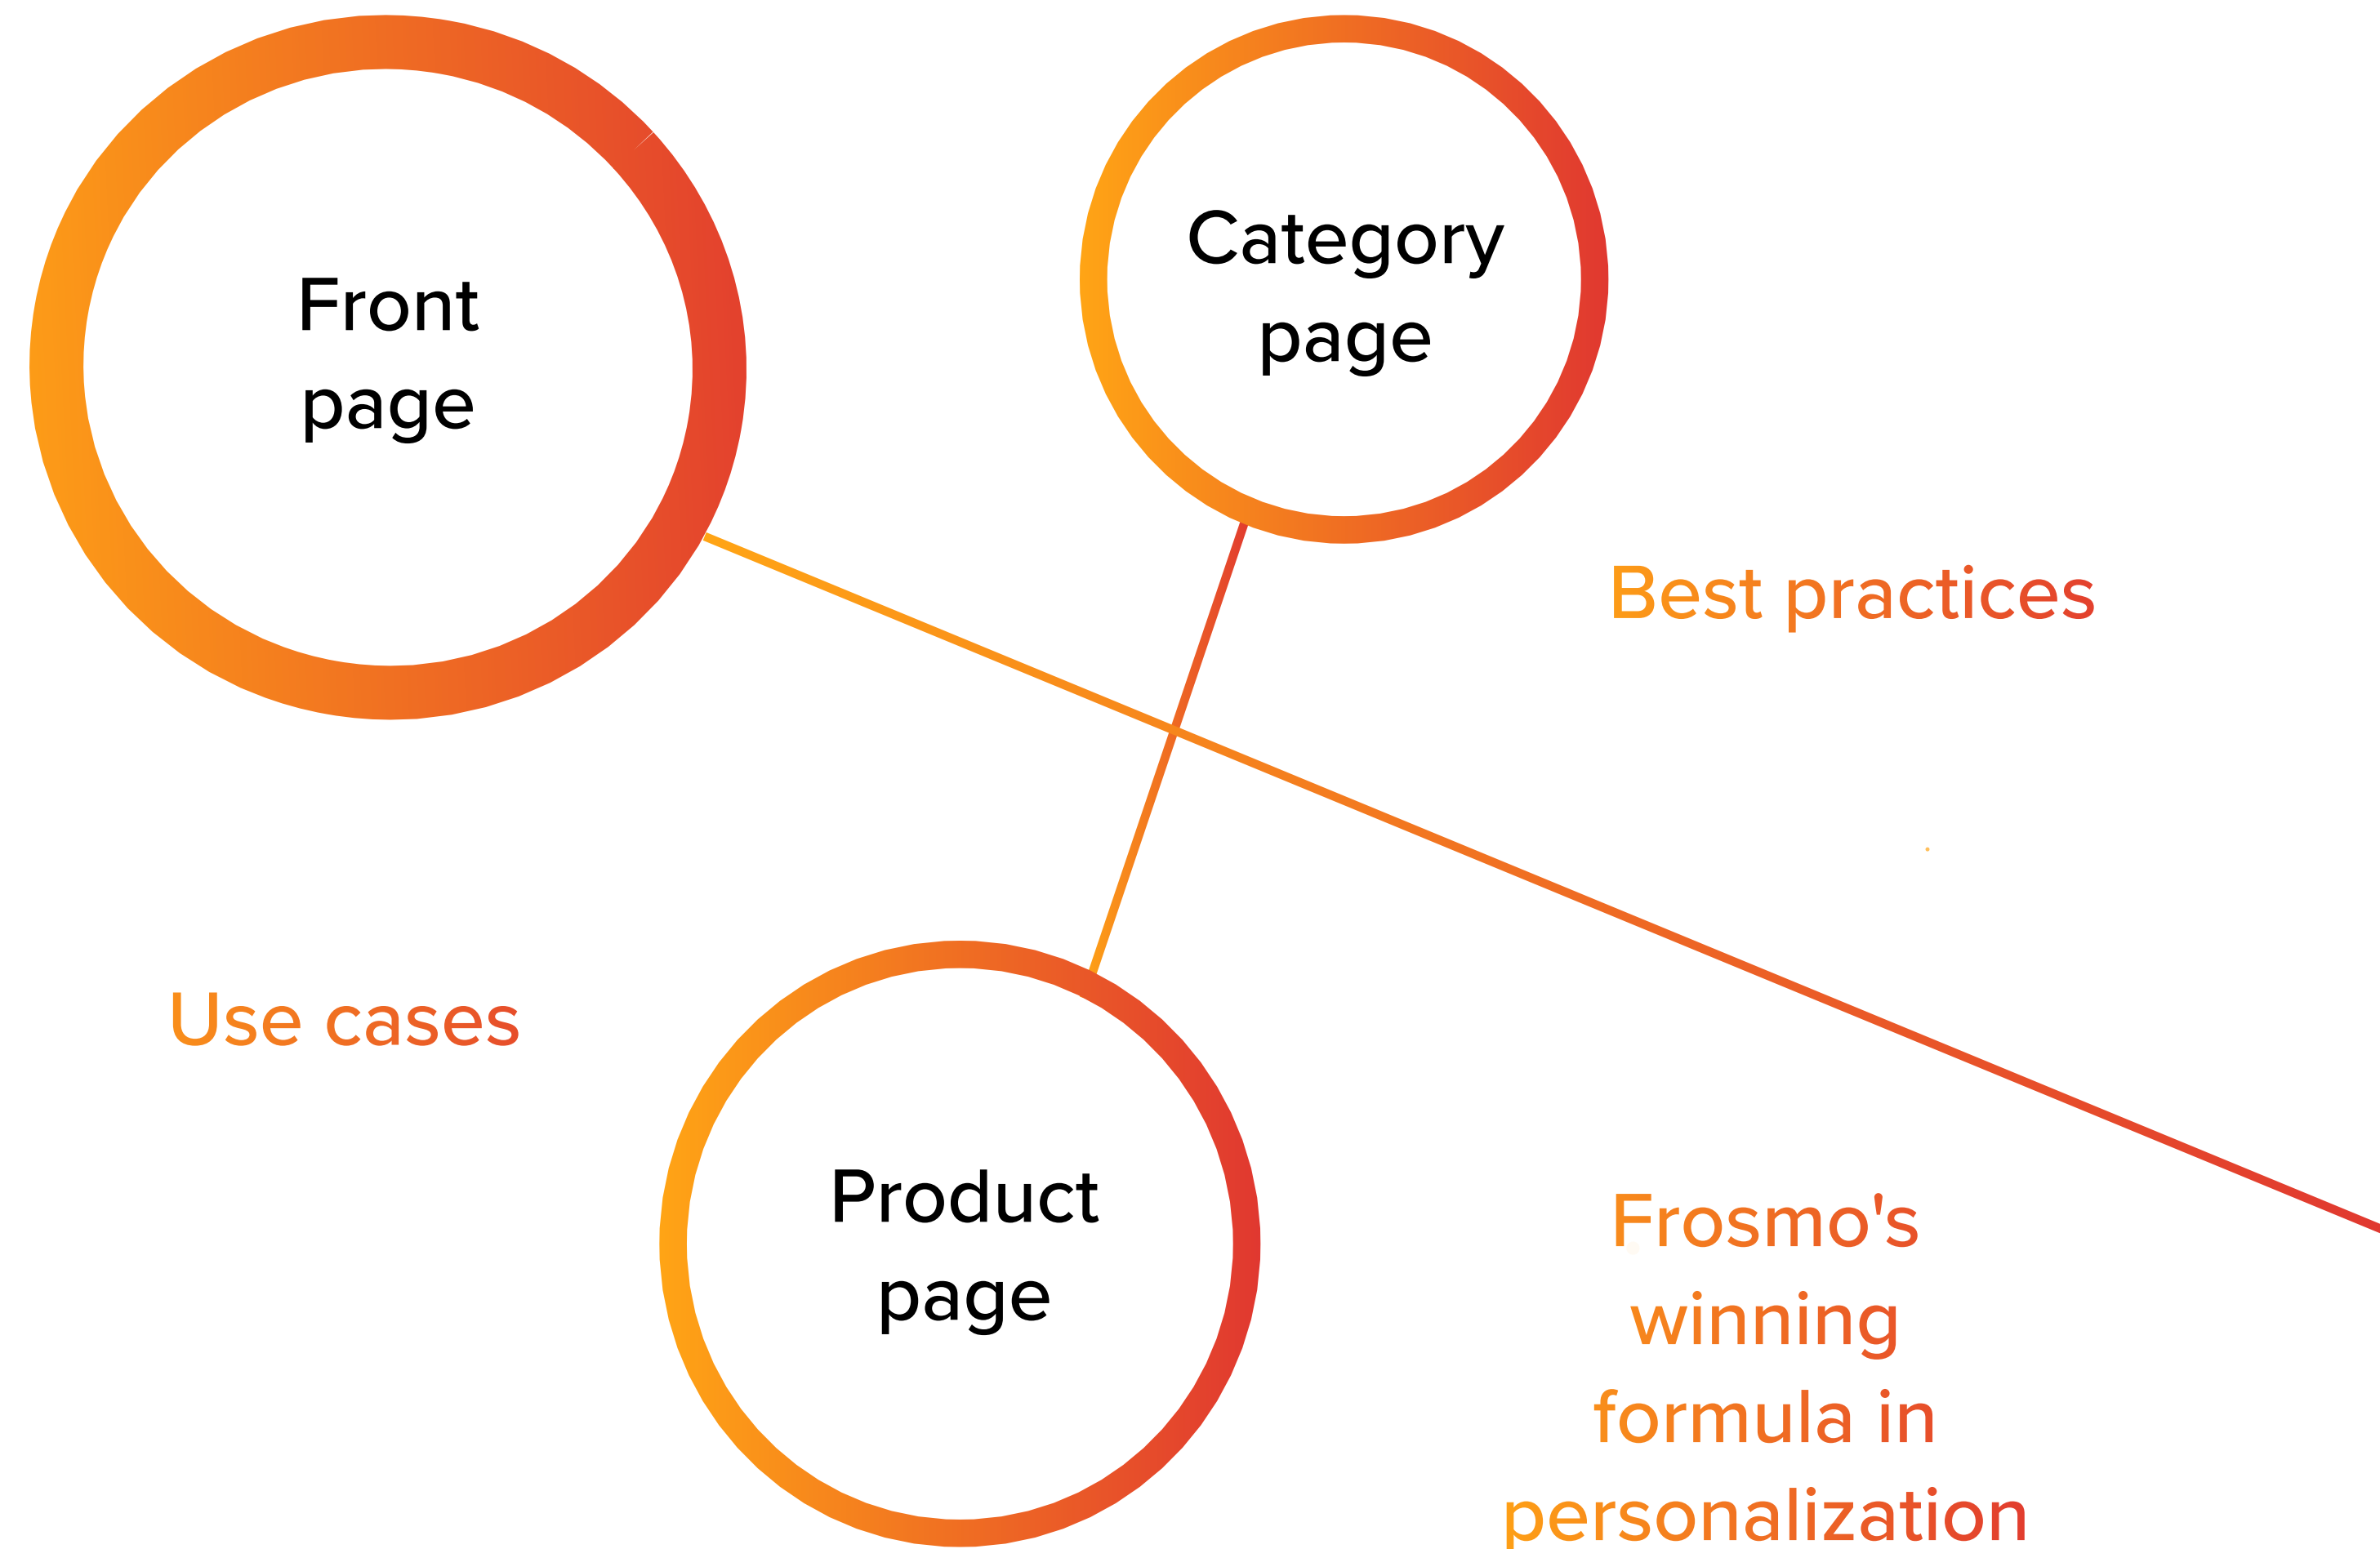 Front
page
Category
page
Best practices
Use cases
Product
page
Frosmo's
winning
formula in
personalization